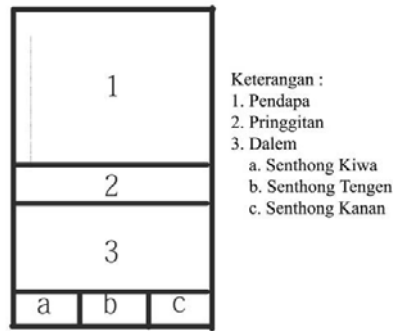 1
2
3
a b c
Keterangan :
1. Pendapa
2. Pringgitan
3. Dalem
a. Senthong Kiwa
b. Senthong Tengen
c. Senthong Kanan